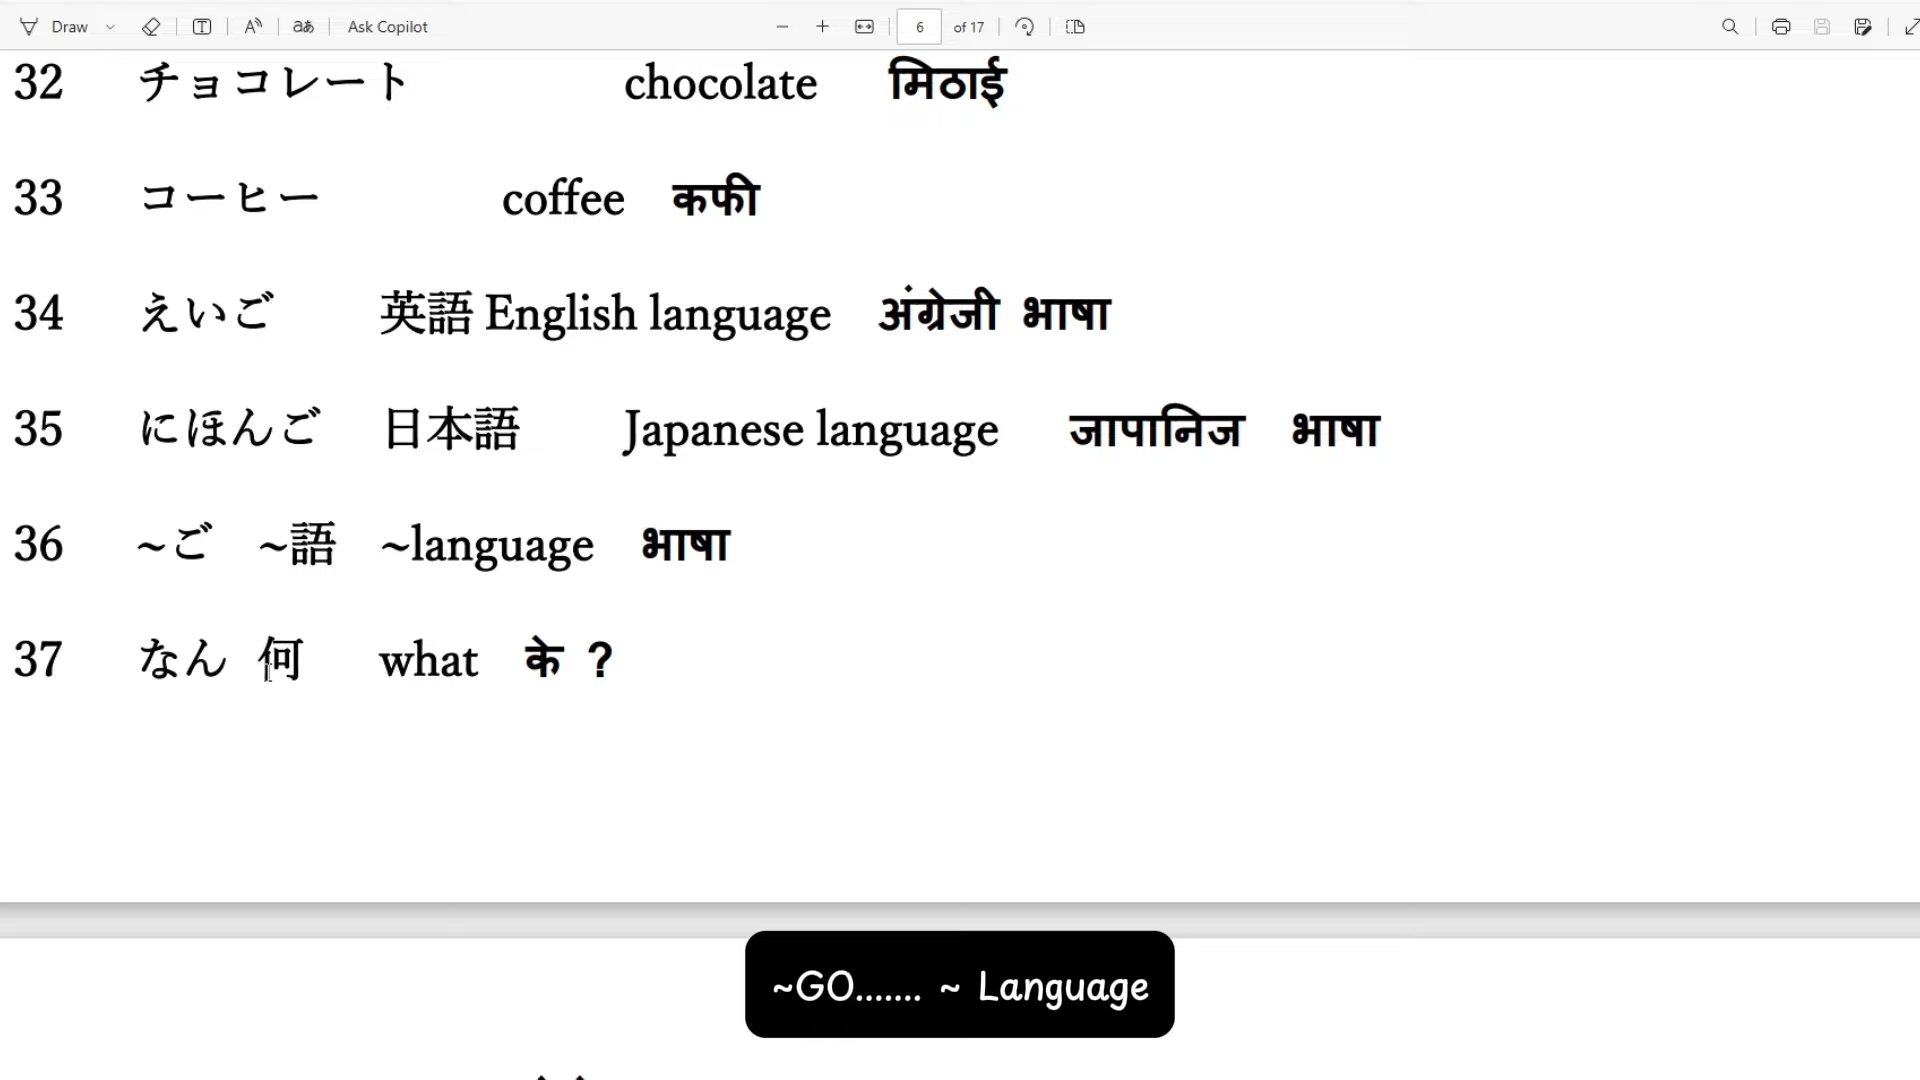 Draw Ask Copilot 6 of 17
32 チョコレート chocolate मिठाई
33 コーヒー coffee कफी
34 えいご 英語 English language अंग्रेजी भाषा
35 にほんご 日本語 Japanese language जापानिज भाषा
36 ~ご ~語 ~language भाषा
37 なん 何 what के ?
~GO....... ~ Language